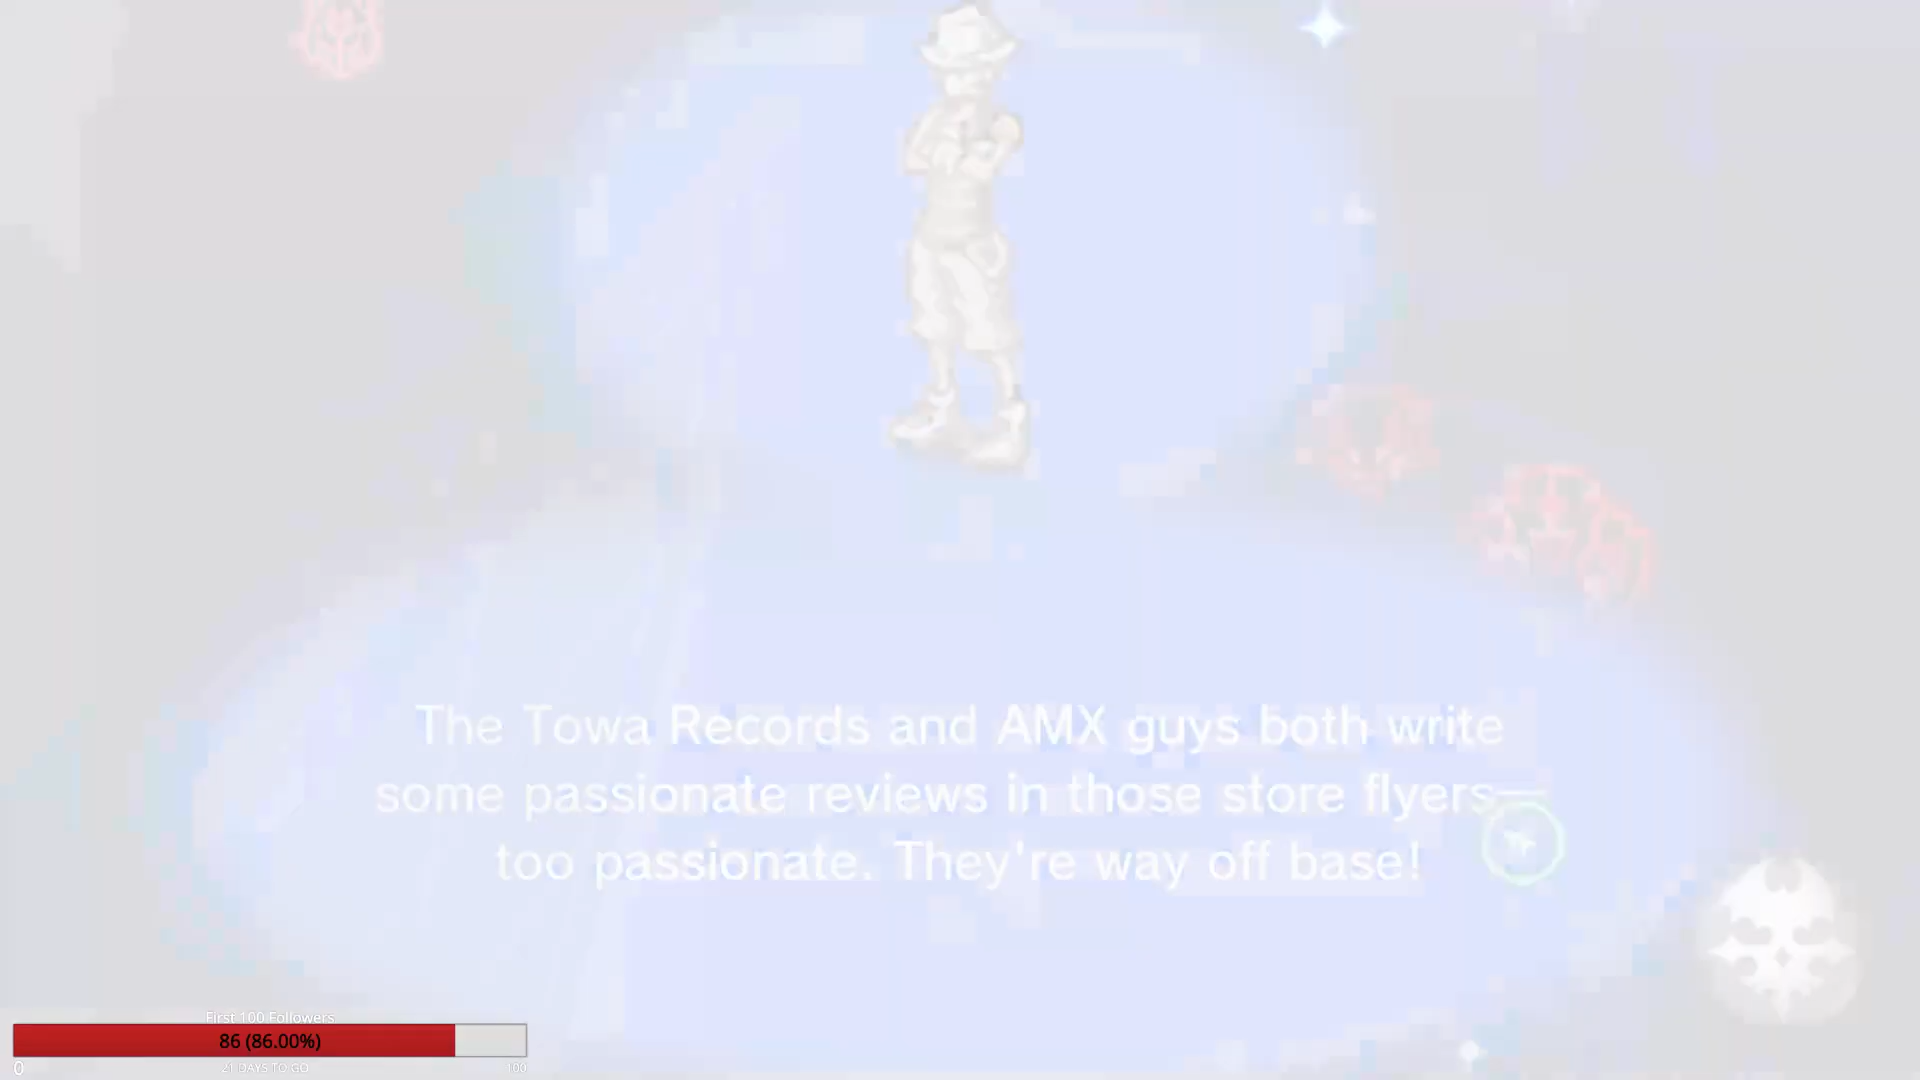 The Towa Records and AMX guys both write
some passionate reviews in those store flyers—
too passionate. They're way off base!
First 100 Followers
86 (86.00%)
0 21 DAYS TO GO 100